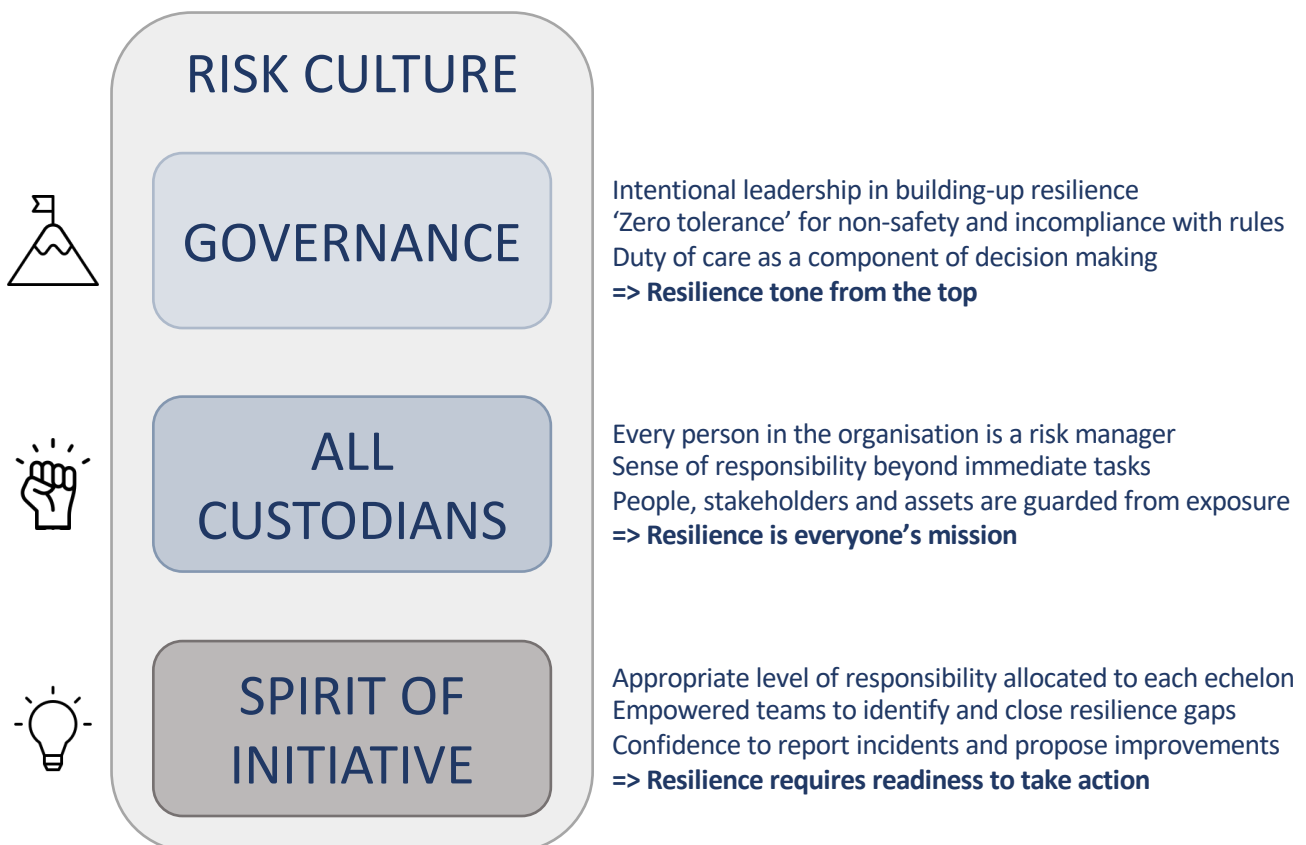 RISK CULTURE
GOVERNANCE
Intentional leadership in building-up resilience
‘Zero tolerance’ for non-safety and incompliance with rules
Duty of care as a component of decision making
=> Resilience tone from the top
ALL
CUSTODIANS
Every person in the organisation is a risk manager
Sense of responsibility beyond immediate tasks
People, stakeholders and assets are guarded from exposure
=> Resilience is everyone’s mission
SPIRIT OF
INITIATIVE
Appropriate level of responsibility allocated to each echelon
Empowered teams to identify and close resilience gaps
Confidence to report incidents and propose improvements
=> Resilience requires readiness to take action